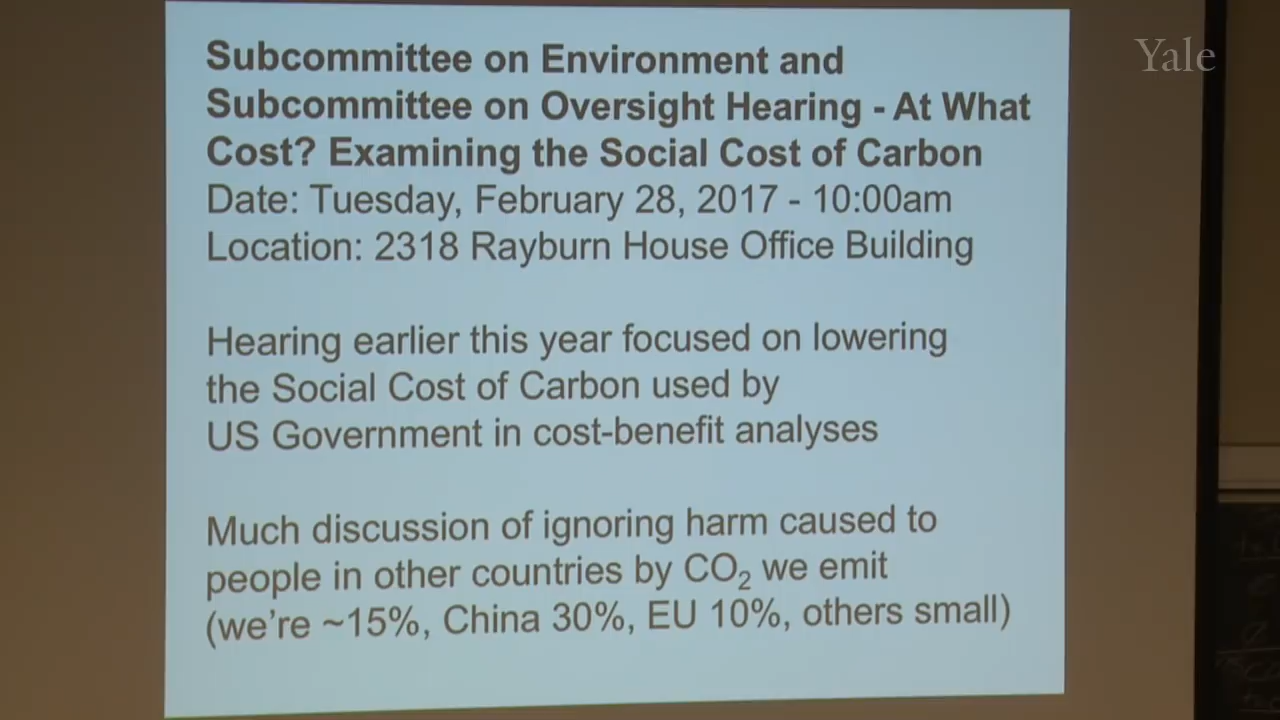 Subcommittee on Environment and
Subcommittee on Oversight Hearing - At What
Cost? Examining the Social Cost of Carbon
Date: Tuesday, February 28, 2017 - 10:00am
Location: 2318 Rayburn House Office Building
Hearing earlier this year focused on lowering
the Social Cost of Carbon used by
US Government in cost-benefit analyses
Much discussion of ignoring harm caused to
people in other countries by CO₂ we emit
(we're ~15%, China 30%, EU 10%, others small)
Yale